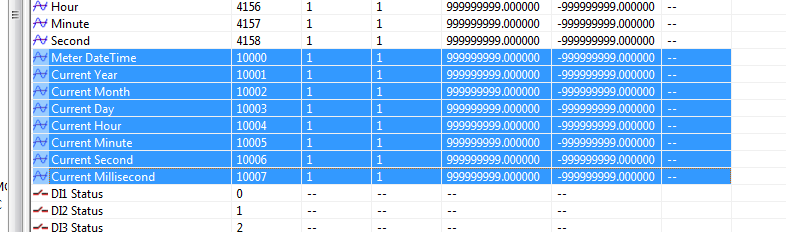 Hour 4156 1 1 999999999.000000 -999999999.000000 --
Minute 4157 1 1 999999999.000000 -999999999.000000 --
Second 4158 1 1 999999999.000000 -999999999.000000 --
Meter DateTime 10000 1 1 999999999.000000 -999999999.000000 --
Current Year 10001 1 1 999999999.000000 -999999999.000000 --
Current Month 10002 1 1 999999999.000000 -999999999.000000 --
Current Day 10003 1 1 999999999.000000 -999999999.000000 --
Current Hour 10004 1 1 999999999.000000 -999999999.000000 --
Current Minute 10005 1 1 999999999.000000 -999999999.000000 --
Current Second 10006 1 1 999999999.000000 -999999999.000000 --
Current Millisecond 10007 1 1 999999999.000000 -999999999.000000 --
DI1 Status 0 -- -- -- --
DI2 Status 1 -- -- -- --
DI3 Status 2 -- -- -- --